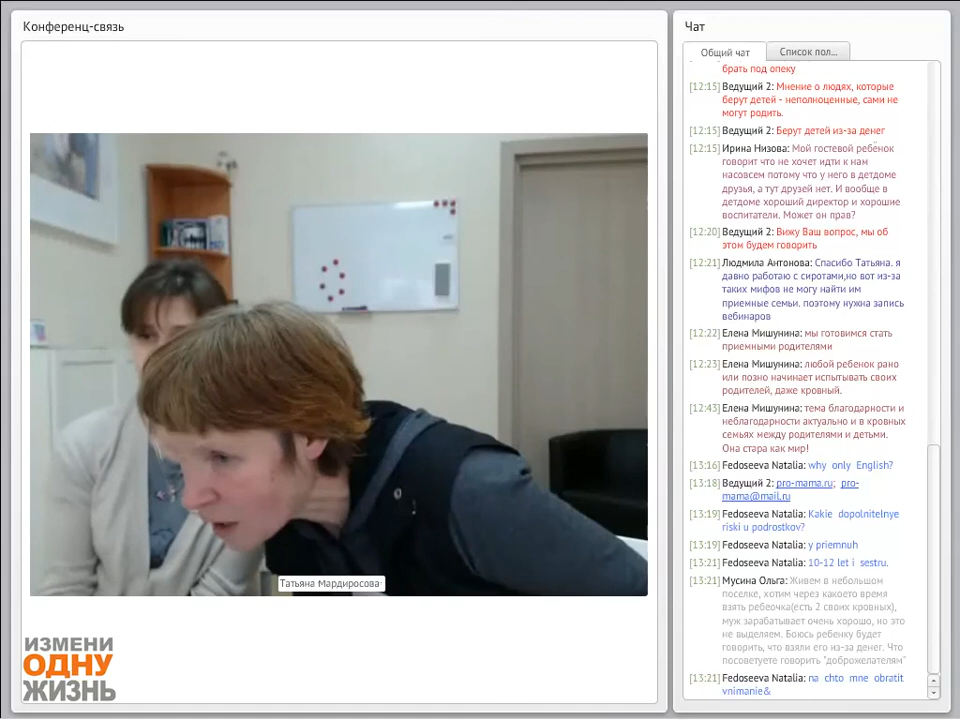 Конференц-связь
Татьяна Мардиросова
ИЗМЕНИ
ОДНУ
ЖИЗНЬ
Чат
Общий чат
Список пол...
брать под опеку
[12:15] Ведущий 2: Мнение о людях, которые
берут детей - неполноценные, сами не
могут родить.
[12:15] Ведущий 2: Берут детей из-за денег
[12:15] Ирина Низова: Мой гостевой ребенок
говорит что не хочет идти к нам
насовсем потому что у него в детдоме
друзья, а тут друзей нет. И вообще в
детдоме хороший директор и хорошие
воспитатели. Может он прав?
[12:20] Ведущий 2: Вижу Ваш вопрос, мы об
этом будем говорить
[12:21] Людмила Антонова: Спасибо Татьяна. я
давно работаю с сиротами,но вот из-за
таких мифов не могу найти им
приемные семьи. поэтому нужна запись
вебинаров
[12:22] Елена Мишунина: мы готовимся стать
приемными родителями
[12:23] Елена Мишунина: любой ребенок рано
или позно начинает испытывать своих
родителей, даже кровный.
[12:43] Елена Мишунина: тема благодарности и
неблагодарности актуально и в кровных
семьях между родителями и детьми.
Она стара как мир!
[13:16] Fedoseeva Natalia: why only English?
[13:18] Ведущий 2: pro-mama.ru; pro-
mama@mail.ru
[13:19] Fedoseeva Natalia: Kakie dopolnitelnye
riski u podrostkov?
[13:19] Fedoseeva Natalia: y priemnuh
[13:21] Fedoseeva Natalia: 10-12 let i sestru.
[13:21] Мусина Ольга: Живем в небольшом
поселке, хотим через какоето время
взять ребеочка(есть 2 своих кровных),
муж зарабатывает очень хорошо, но это
не выделяем. Боюсь ребенку будет
говорить, что взяли его из-за денег. Что
посоветуете говорить "доброжелателям"
[13:21] Fedoseeva Natalia: na chto mne obratit
vnimanie&